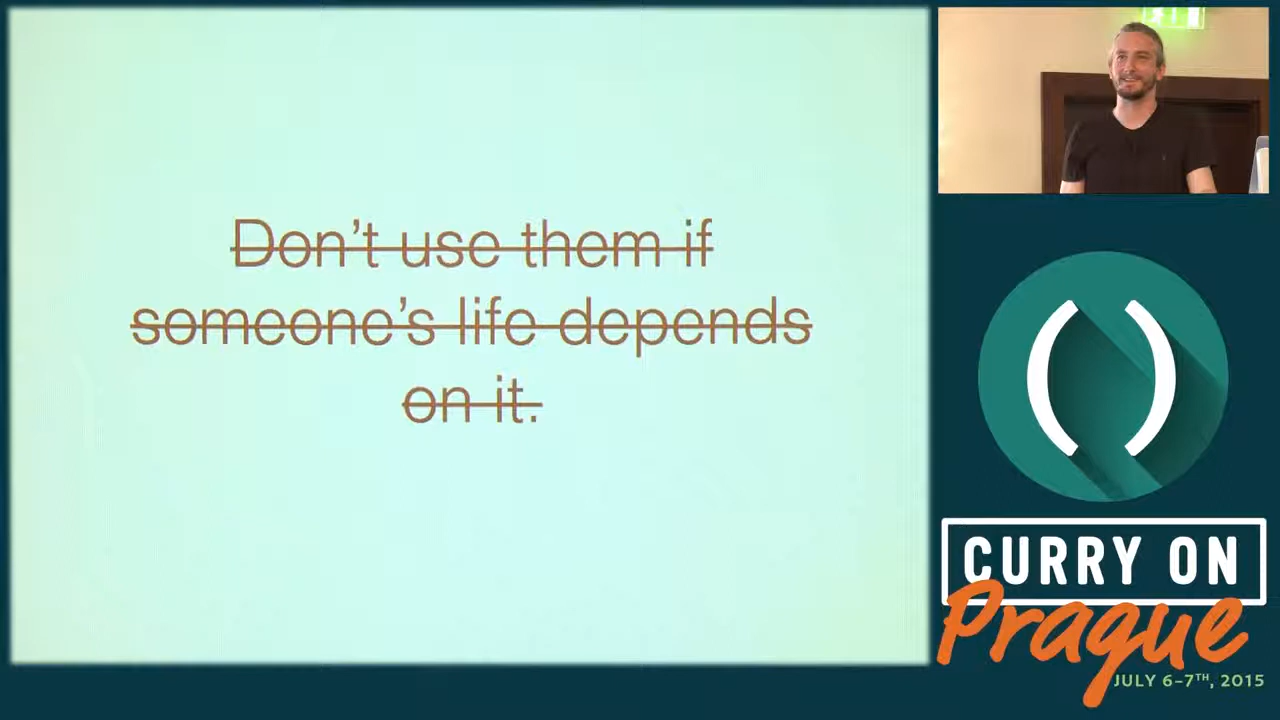 Don't use them if
someone's life depends
on it.
( )
CURRY ON
Prague
JULY 6-7TH, 2015